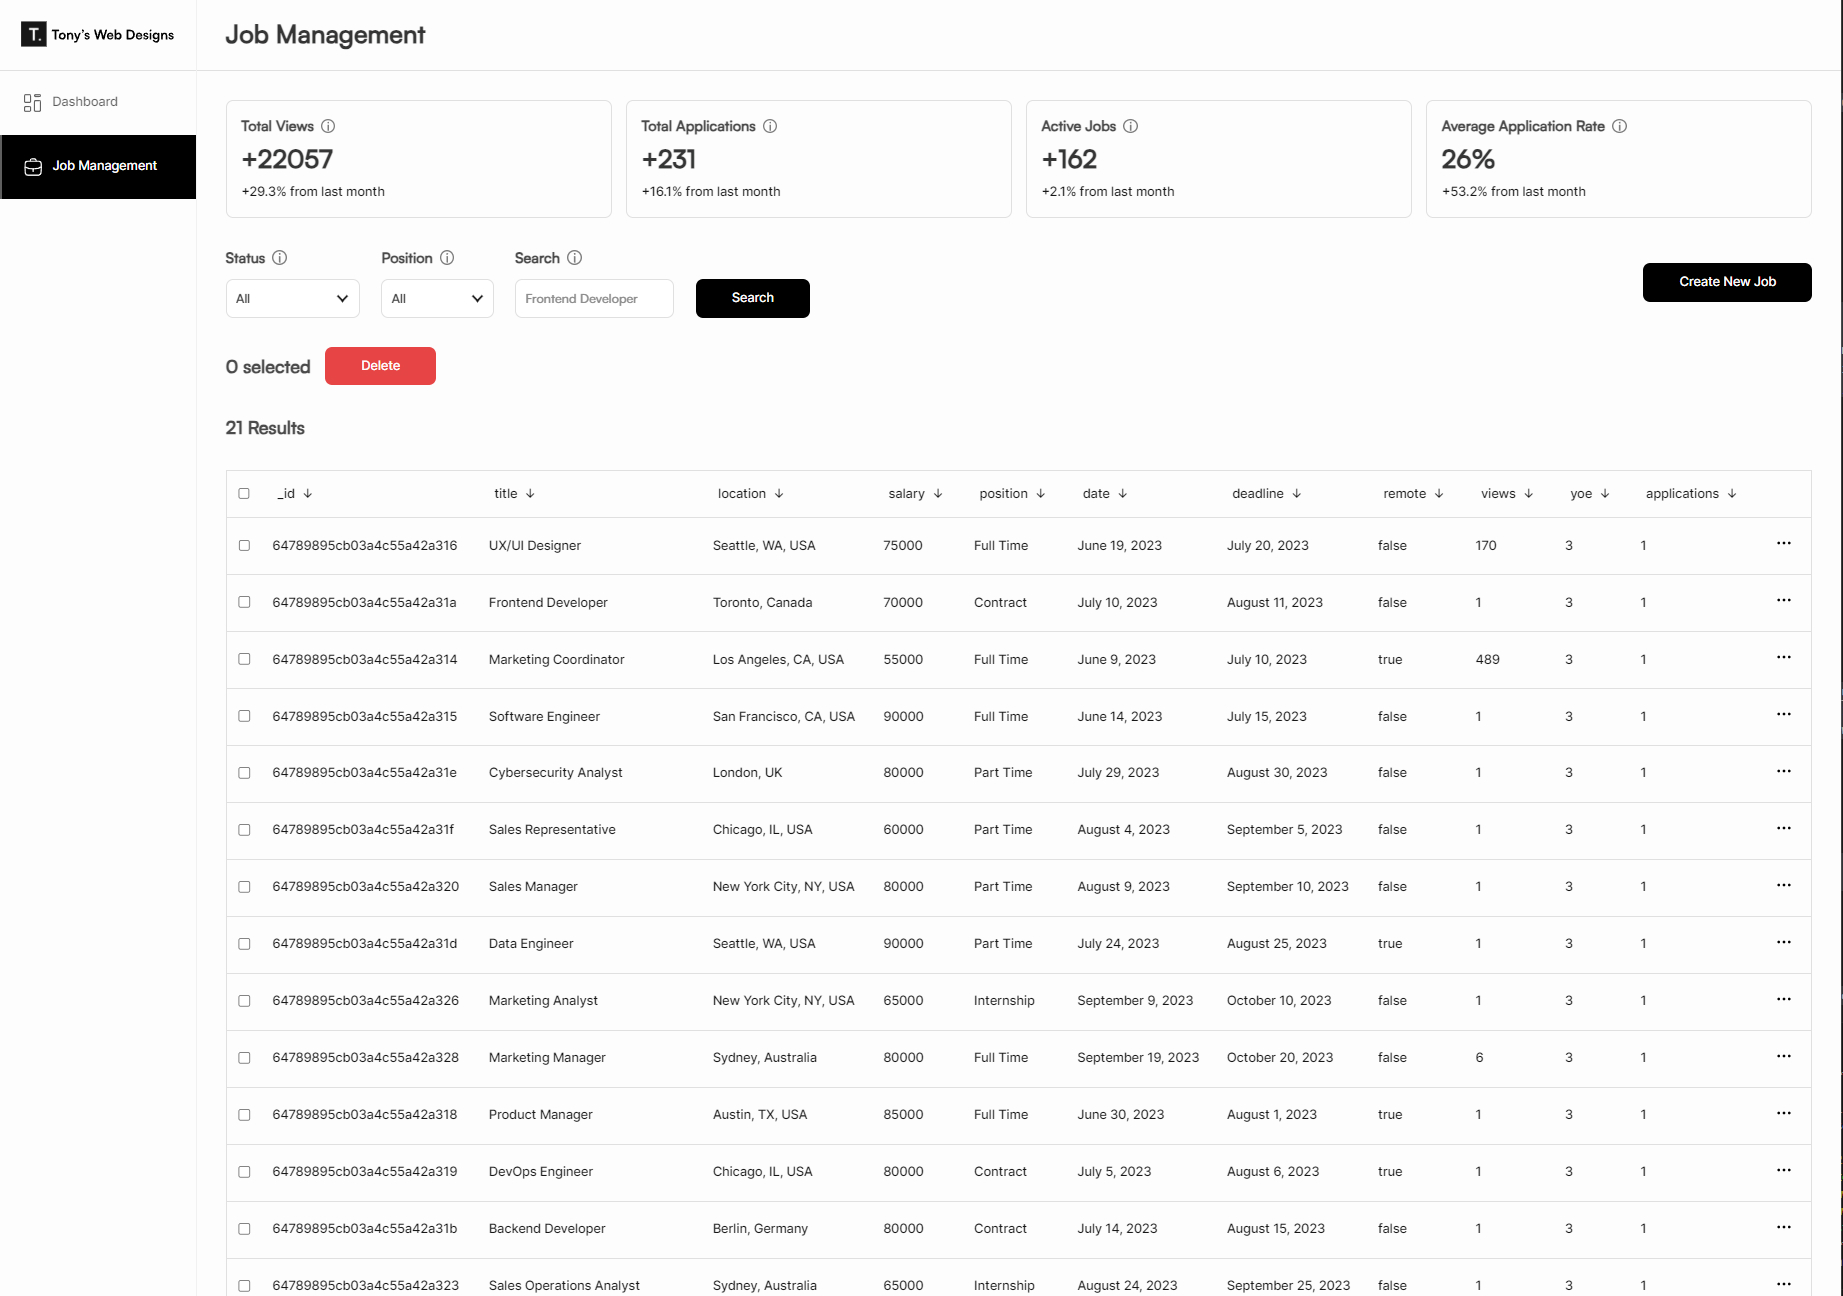 T. Tony's Web Designs
Job Management
Dashboard
Job Management
Total Views
+22057
+29.3% from last month
Total Applications
+231
+16.1% from last month
Active Jobs
+162
+2.1% from last month
Average Application Rate
26%
+53.2% from last month
Status
All
Position
All
Search
Frontend Developer
Search
Create New Job
0 selected
Delete
21 Results
_id title location salary position date deadline remote views yoe applications
64789895cb03a4c55a42a316 UX/UI Designer Seattle, WA, USA 75000 Full Time June 19, 2023 July 20, 2023 false 170 3 1 ...
64789895cb03a4c55a42a31a Frontend Developer Toronto, Canada 70000 Contract July 10, 2023 August 11, 2023 false 1 3 1 ...
64789895cb03a4c55a42a314 Marketing Coordinator Los Angeles, CA, USA 55000 Full Time June 9, 2023 July 10, 2023 true 489 3 1 ...
64789895cb03a4c55a42a315 Software Engineer San Francisco, CA, USA 90000 Full Time June 14, 2023 July 15, 2023 false 1 3 1 ...
64789895cb03a4c55a42a31e Cybersecurity Analyst London, UK 80000 Part Time July 29, 2023 August 30, 2023 false 1 3 1 ...
64789895cb03a4c55a42a31f Sales Representative Chicago, IL, USA 60000 Part Time August 4, 2023 September 5, 2023 false 1 3 1 ...
64789895cb03a4c55a42a320 Sales Manager New York City, NY, USA 80000 Part Time August 9, 2023 September 10, 2023 false 1 3 1 ...
64789895cb03a4c55a42a31d Data Engineer Seattle, WA, USA 90000 Part Time July 24, 2023 August 25, 2023 true 1 3 1 ...
64789895cb03a4c55a42a326 Marketing Analyst New York City, NY, USA 65000 Internship September 9, 2023 October 10, 2023 false 1 3 1 ...
64789895cb03a4c55a42a328 Marketing Manager Sydney, Australia 80000 Full Time September 19, 2023 October 20, 2023 false 6 3 1 ...
64789895cb03a4c55a42a318 Product Manager Austin, TX, USA 85000 Full Time June 30, 2023 August 1, 2023 true 1 3 1 ...
64789895cb03a4c55a42a319 DevOps Engineer Chicago, IL, USA 80000 Contract July 5, 2023 August 6, 2023 true 1 3 1 ...
64789895cb03a4c55a42a31b Backend Developer Berlin, Germany 80000 Contract July 14, 2023 August 15, 2023 false 1 3 1 ...
64789895cb03a4c55a42a323 Sales Operations Analyst Sydney, Australia 65000 Internship August 24, 2023 September 25, 2023 false 1 3 1 ...